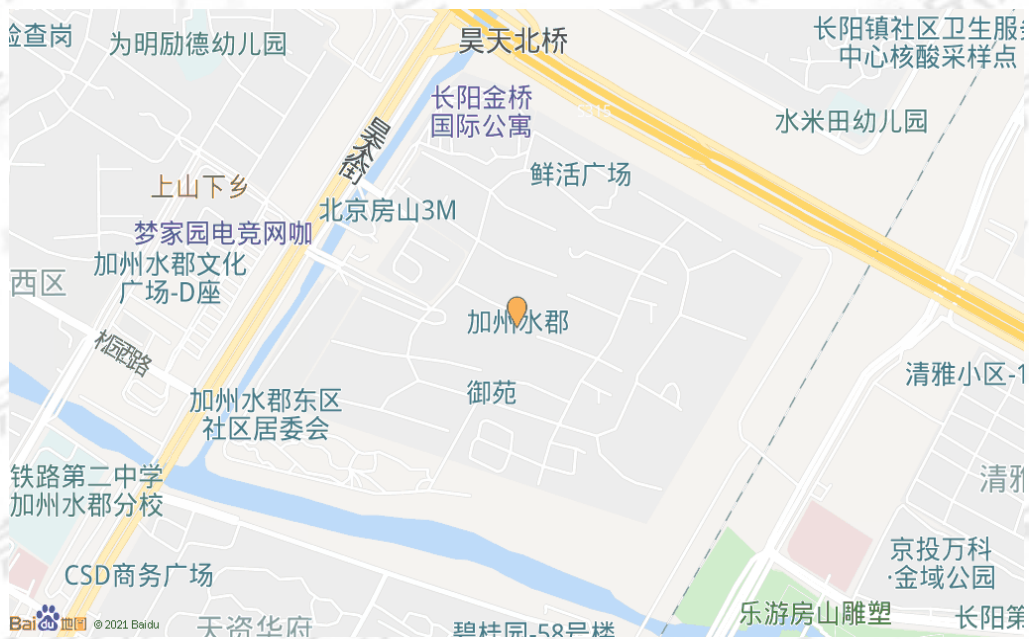 检查岗
为明励德幼儿园
昊天北桥
长阳镇社区卫生服务
中心核酸采样点
长阳金桥
国际公寓
S315
水米田幼儿园
昊天大街
鲜活广场
上山下乡
北京房山3M
梦家园电竞网咖
加州水郡文化
广场-D座
西区
加州水郡
松园西路
清雅小区-1
御苑
加州水郡东区
社区居委会
铁路第二中学
加州水郡分校
清雅
京投万科
·金域公园
CSD商务广场
乐游房山雕塑
长阳第
Bai du 地图 © 2021 Baidu
天资华府
碧桂园-58号楼